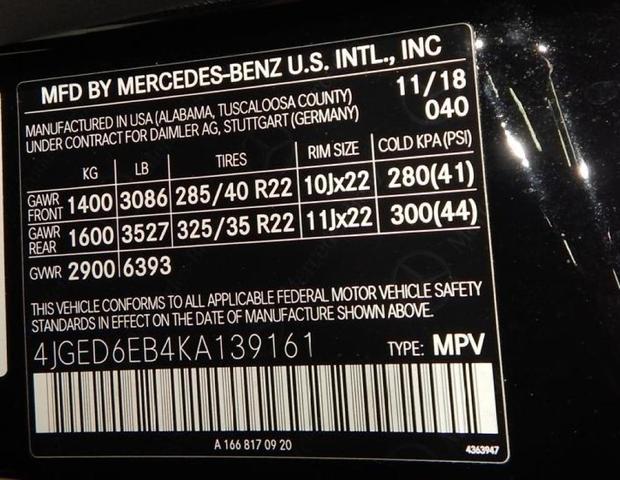 MFD BY MERCEDES-BENZ U.S. INTL., INC
MANUFACTURED IN USA (ALABAMA, TUSCALOOSA COUNTY) 11/18
UNDER CONTRACT FOR DAIMLER AG, STUTTGART (GERMANY) 040
KG LB TIRES RIM SIZE COLD KPA (PSI)
GAWR FRONT 1400 3086 285/40 R22 10Jx22 280(41)
GAWR REAR 1600 3527 325/35 R22 11Jx22 300(44)
GVWR 2900 6393
THIS VEHICLE CONFORMS TO ALL APPLICABLE FEDERAL MOTOR VEHICLE SAFETY
STANDARDS IN EFFECT ON THE DATE OF MANUFACTURE SHOWN ABOVE.
4JGED6EB4KA139161 TYPE: MPV
A 166 817 09 20 4363947